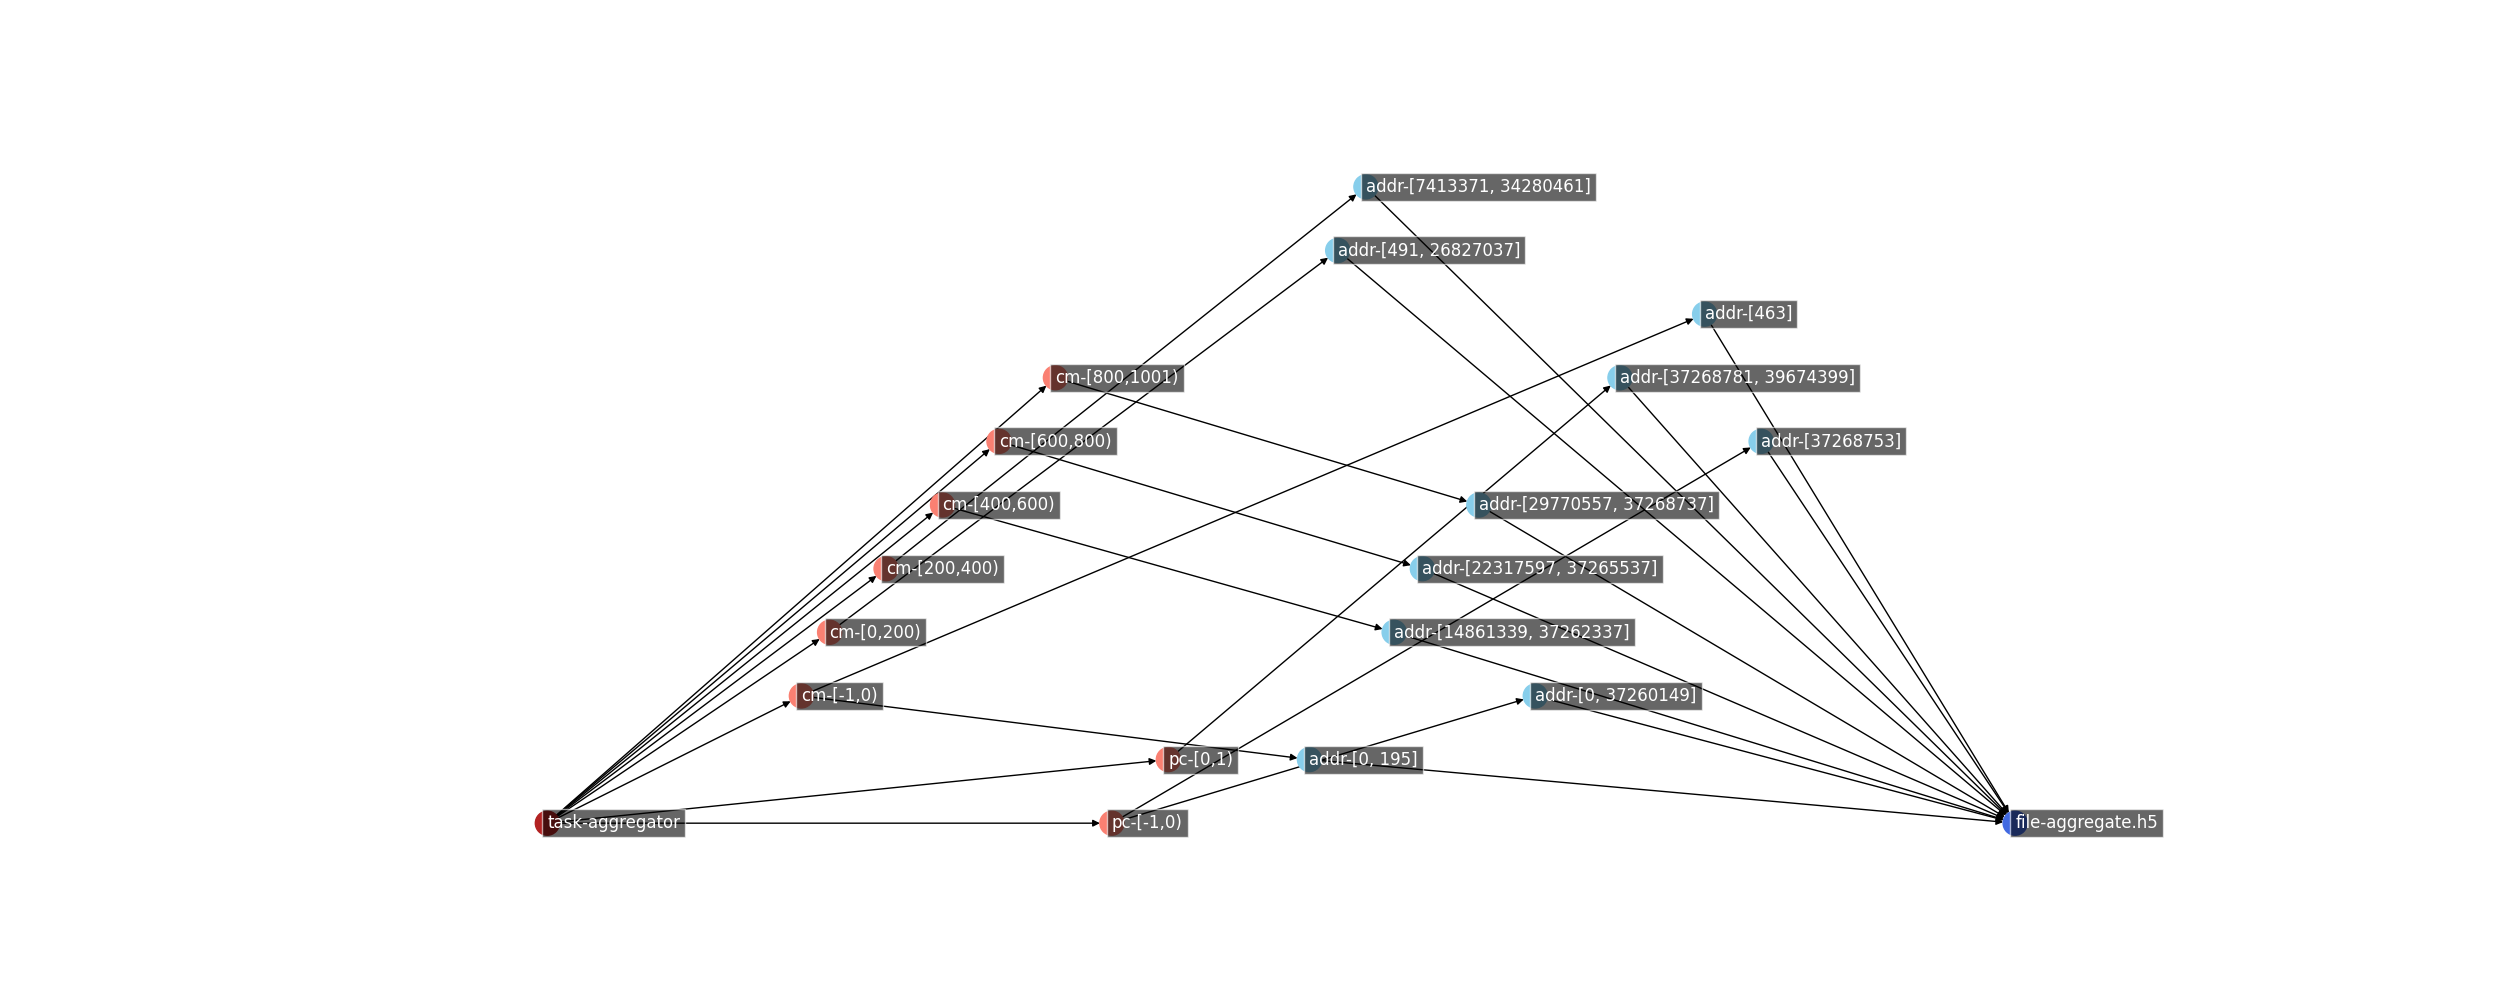 addr-[7413371, 34280461]
addr-[491, 26827037]
addr-[463]
cm-[800,1001)
addr-[37268781, 39674399]
cm-[600,800)
addr-[37268753]
cm-[400,600)
addr-[29770557, 37268737]
cm-[200,400)
addr-[22317597, 37265537]
cm-[0,200)
addr-[14861339, 37262337]
cm-[-1,0)
addr-[0, 37260149]
pc-[0,1)
addr-[0, 195]
task-aggregator
pc-[-1,0)
file-aggregate.h5